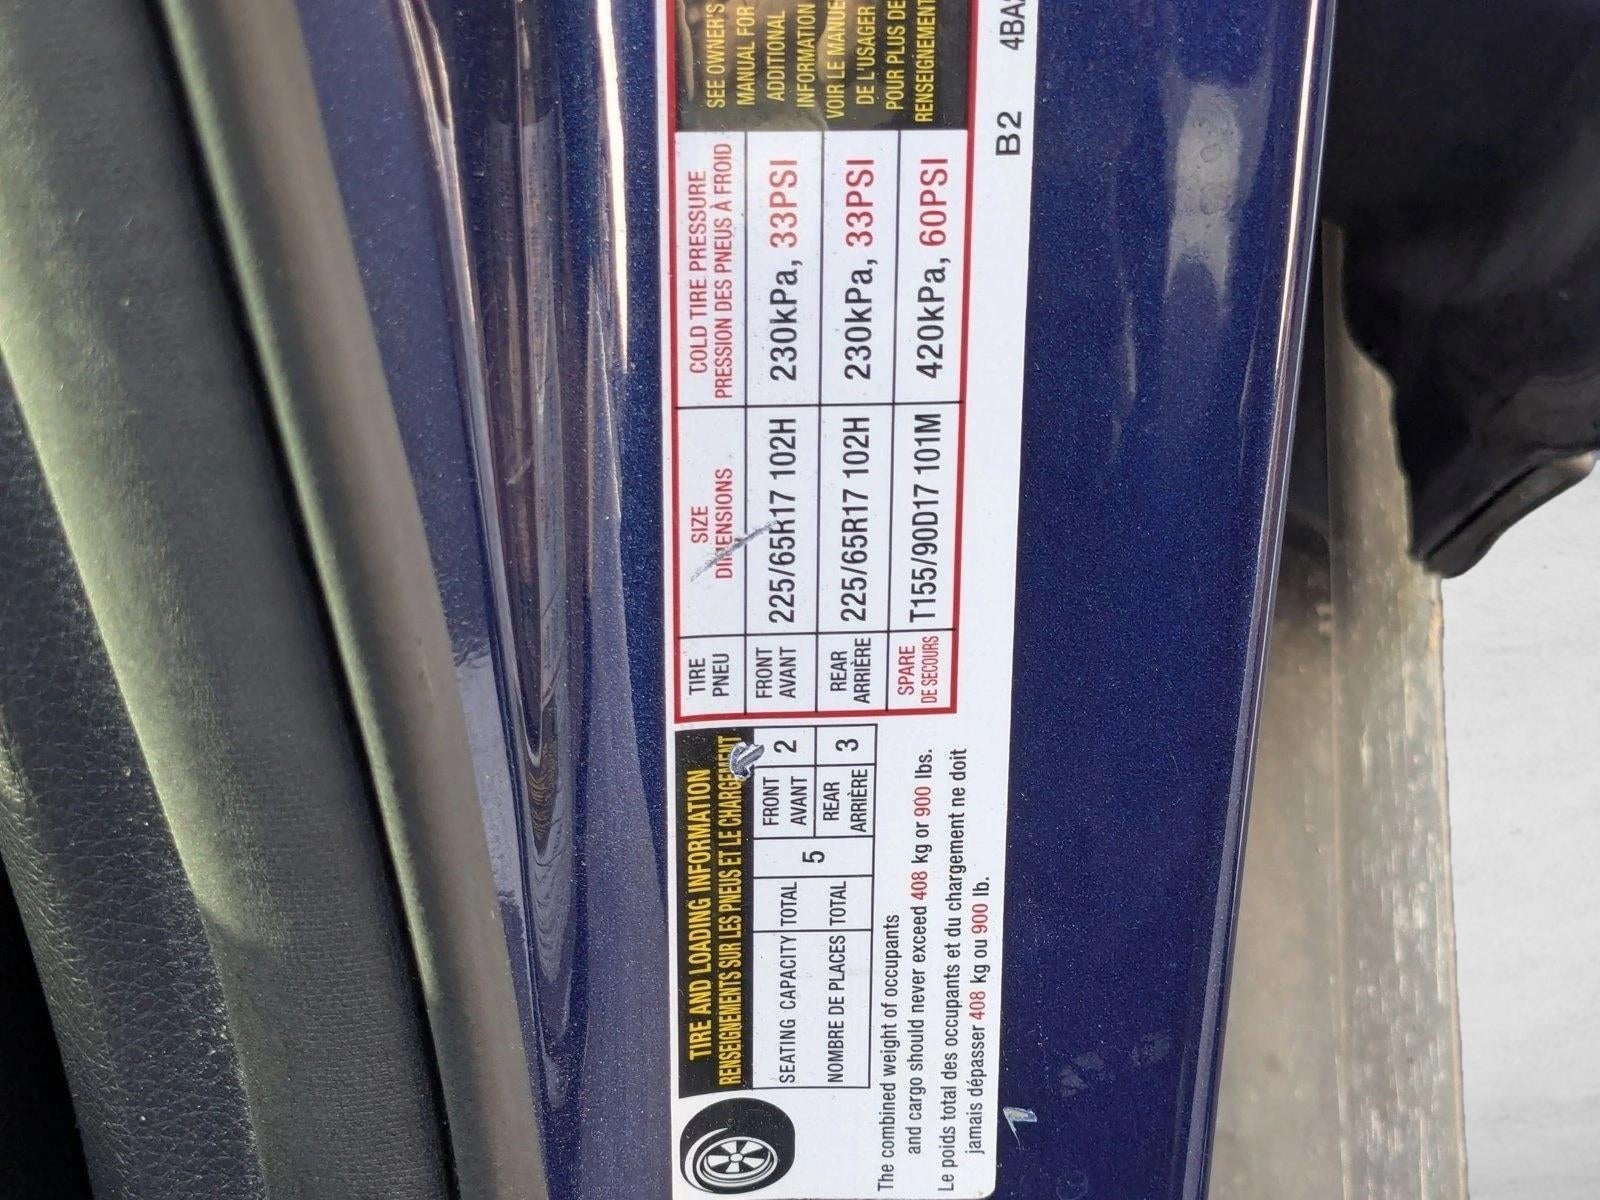 TIRE AND LOADING INFORMATION
RENSEIGNEMENTS SUR LES PNEUS ET LE CHARGEMENT
SEATING CAPACITY TOTAL 5 FRONT AVANT 2
NOMBRE DE PLACES TOTAL REAR ARRIÈRE 3
The combined weight of occupants
and cargo should never exceed 408 kg or 900 lbs.
Le poids total des occupants et du chargement ne doit
jamais dépasser 408 kg ou 900 lb.
TIRE
PNEU
SIZE
DIMENSIONS
COLD TIRE PRESSURE
PRESSION DES PNEUS À FROID
FRONT
AVANT
225/65R17 102H
230kPa, 33PSI
REAR
ARRIÈRE
225/65R17 102H
230kPa, 33PSI
SPARE
DE SECOURS
T155/90D17 101M
420kPa, 60PSI
SEE OWNER'S
MANUAL FOR
ADDITIONAL
INFORMATION
VOIR LE
DE L'USAGER
POUR PLUS DE
B2